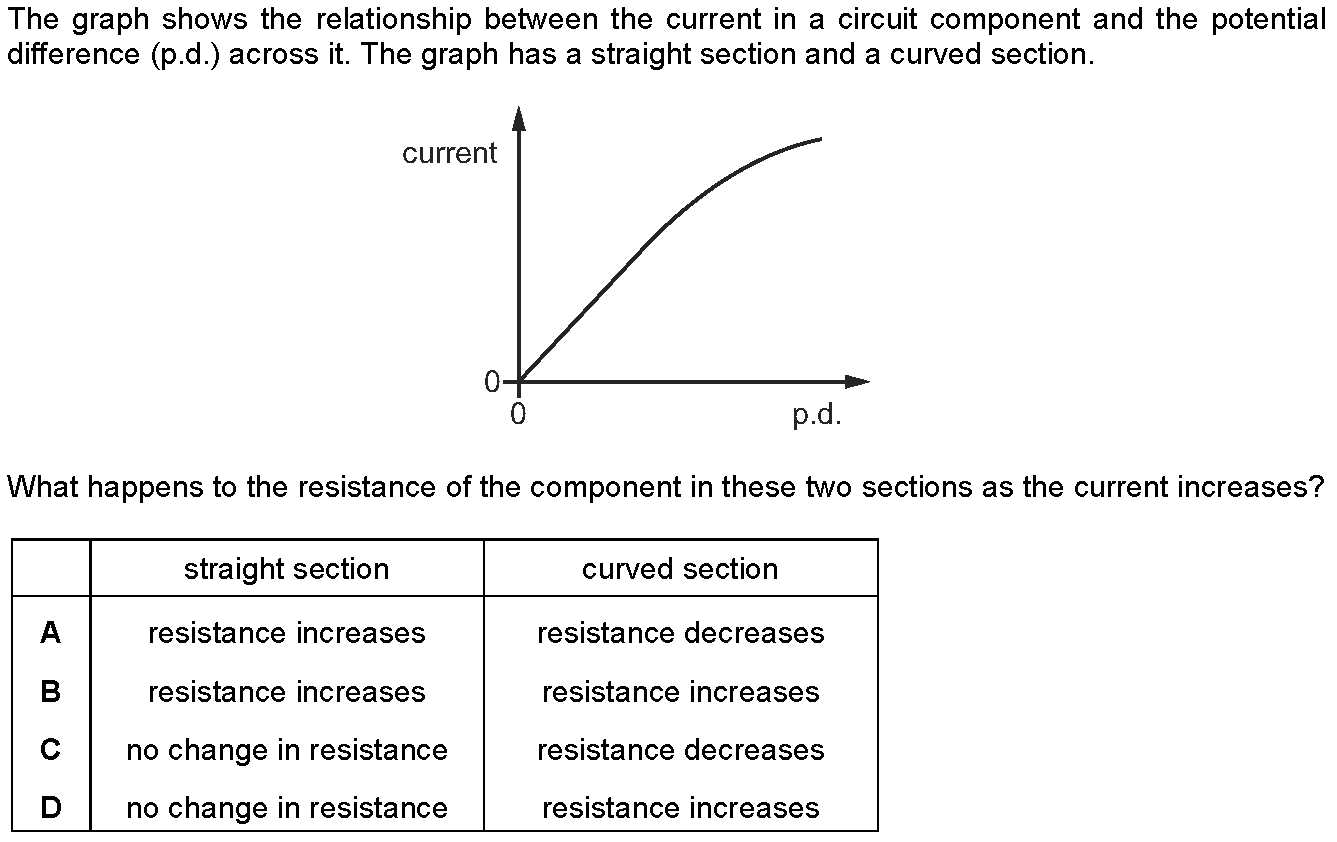 The graph shows the relationship between the current in a circuit component and the potential
difference (p.d.) across it. The graph has a straight section and a curved section.
current
0
0
p.d.
What happens to the resistance of the component in these two sections as the current increases?
straight section curved section
A resistance increases resistance decreases
B resistance increases resistance increases
C no change in resistance resistance decreases
D no change in resistance resistance increases